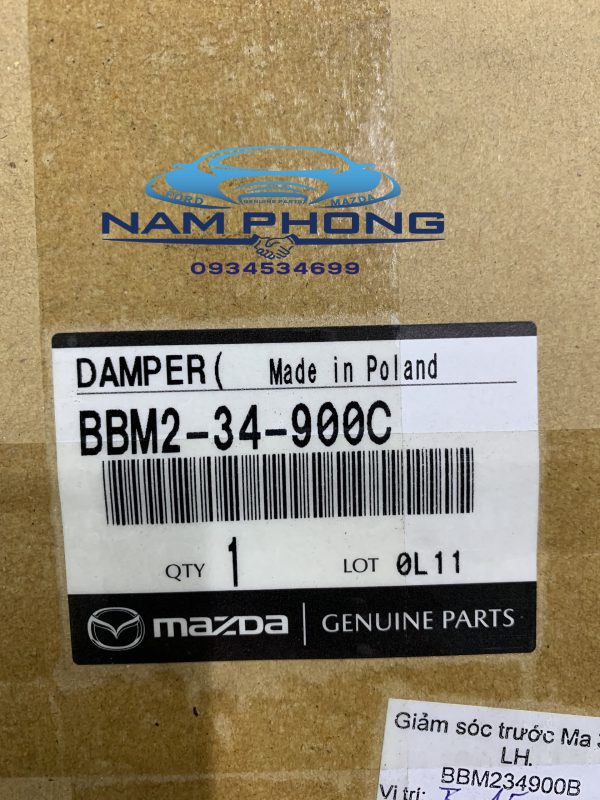 FORD GENUINE PARTS MAZDA
NAM PHONG
0934534699
DAMPER( Made in Poland
BBM2-34-900C
QTY 1 LOT 0L11
mazda GENUINE PARTS
Giảm sóc trước Ma 3
LH.
BBM234900B
Vị trí: